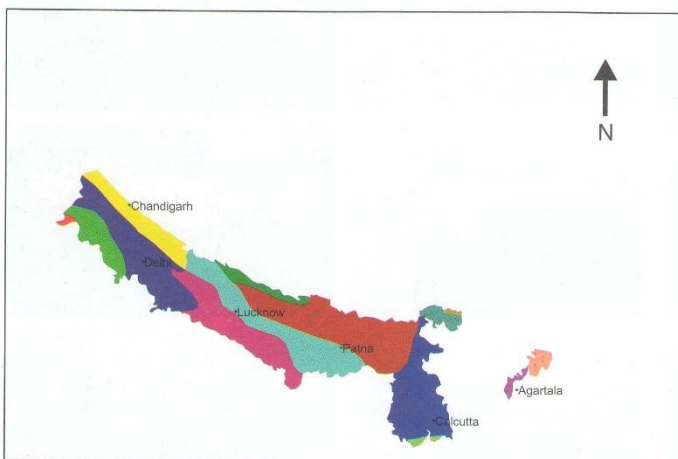 N
Chandigarh
Delhi
Lucknow
Patna
Agartala
Calcutta